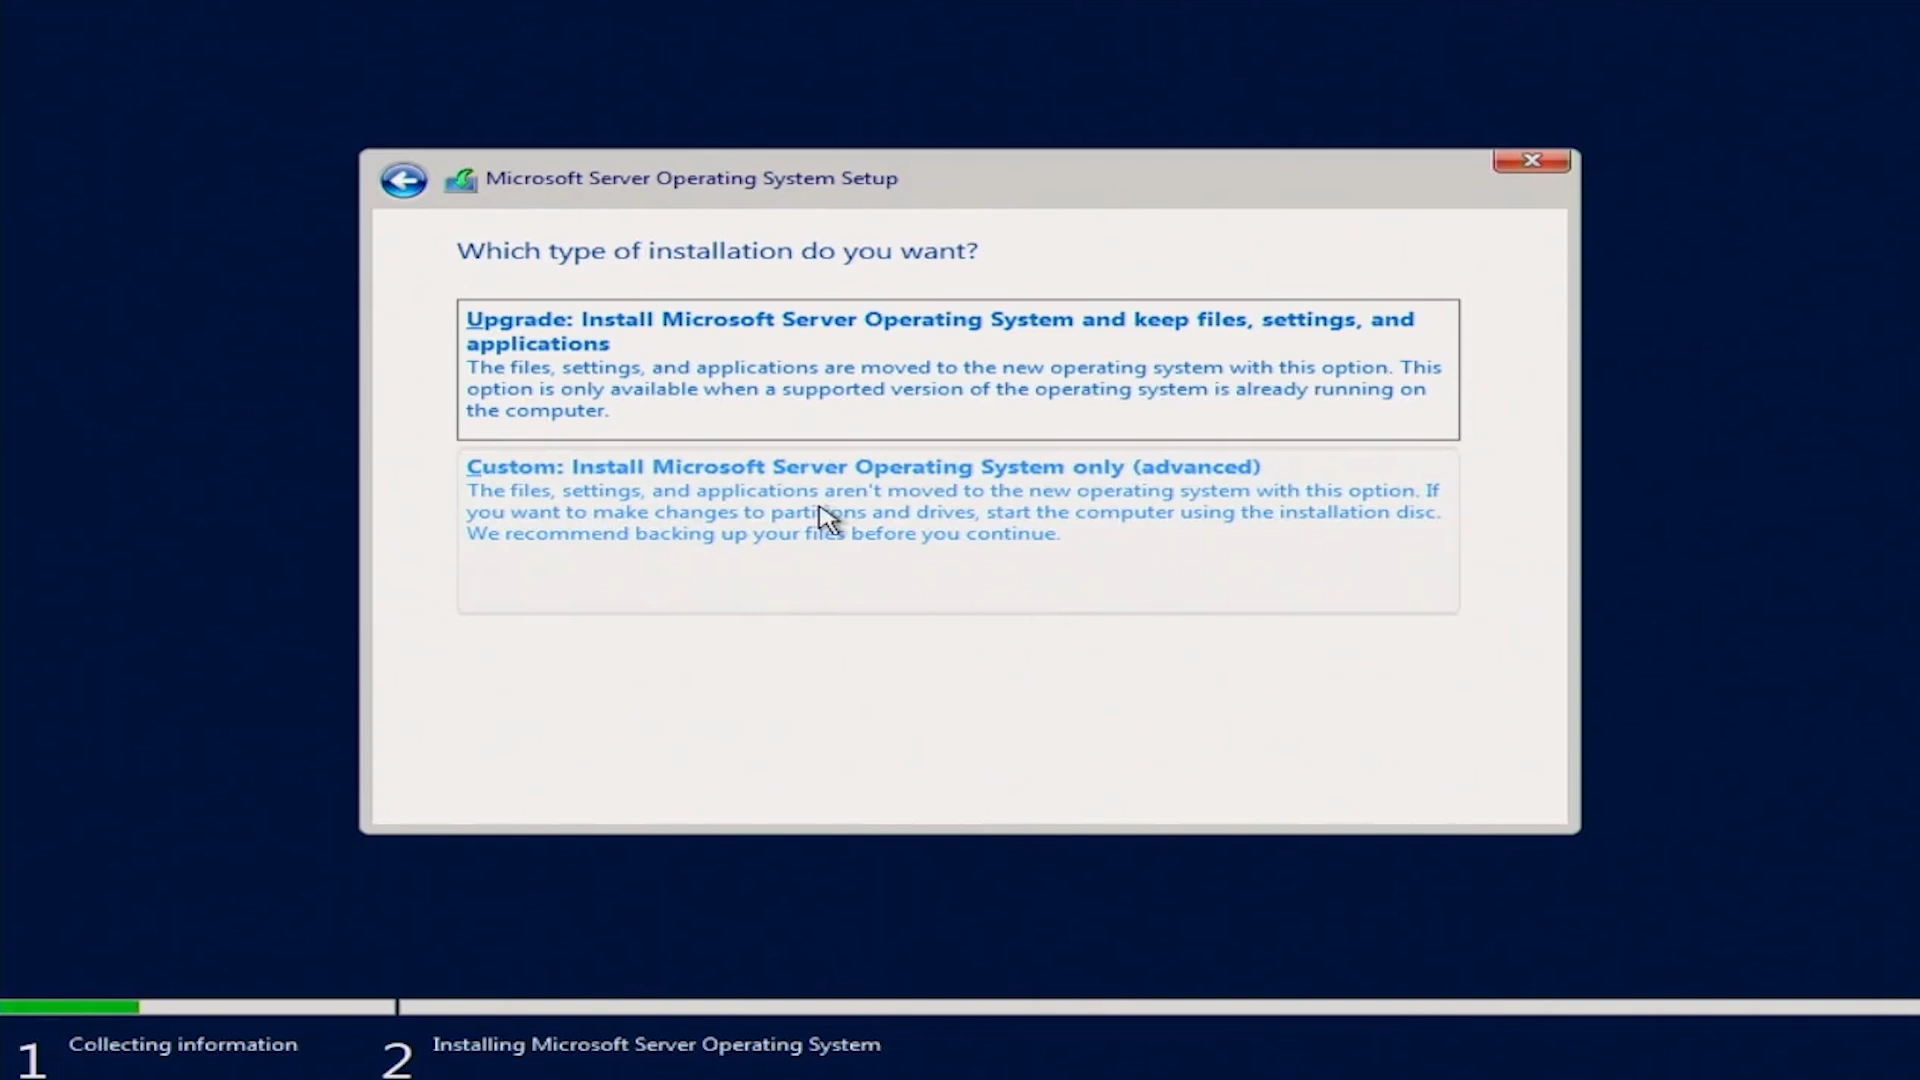 Microsoft Server Operating System Setup
Which type of installation do you want?
Upgrade: Install Microsoft Server Operating System and keep files, settings, and
applications
The files, settings, and applications are moved to the new operating system with this option. This
option is only available when a supported version of the operating system is already running on
the computer.
Custom: Install Microsoft Server Operating System only (advanced)
The files, settings, and applications aren't moved to the new operating system with this option. If
you want to make changes to partitions and drives, start the computer using the installation disc.
We recommend backing up your files before you continue.
1 Collecting information
2 Installing Microsoft Server Operating System